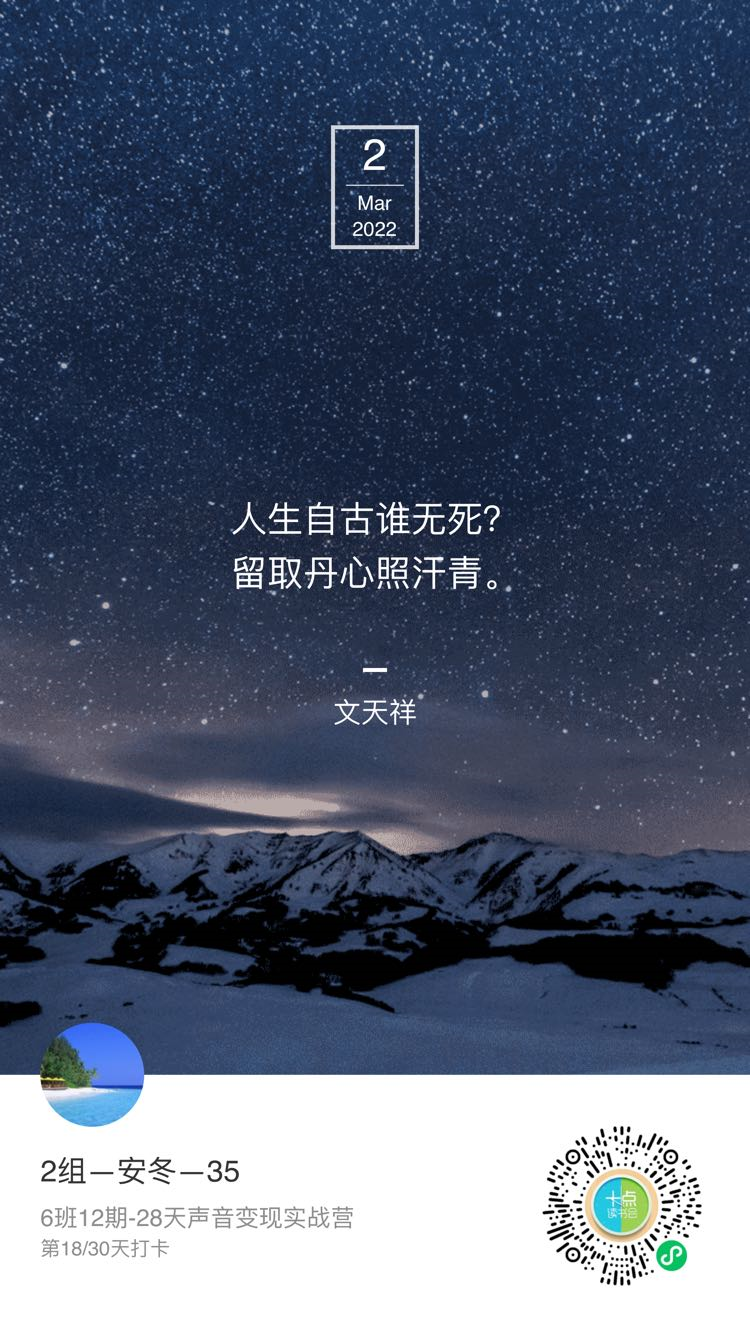 2
Mar
2022
人生自古谁无死?
留取丹心照汗青。
文天祥
2组—安冬—35
6班12期-28天声音变现实战营
第18/30天打卡
十点
读书会